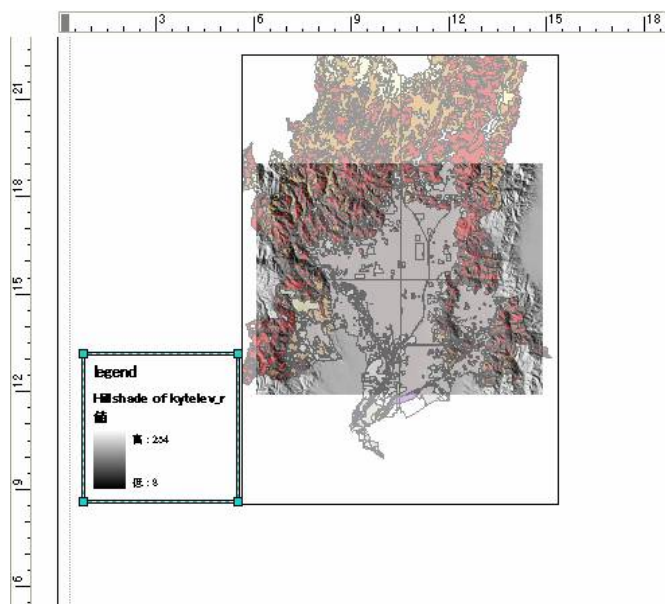 3 6 9 12 15 18
21
18
15
12
9
6
legend
Hillshade of kytelev_r
値
高 : 254
低 : 8